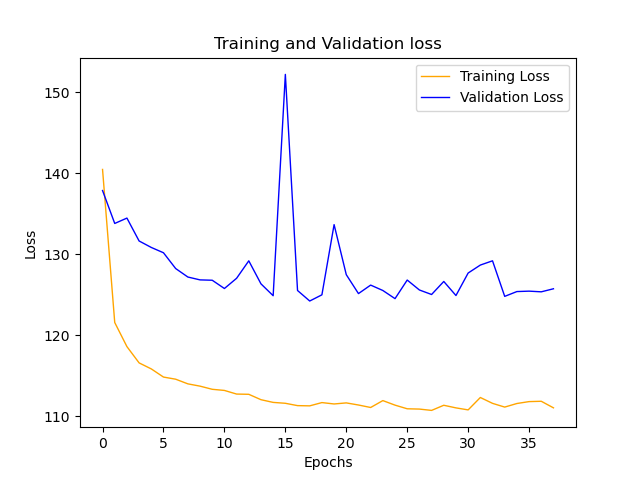 Training and Validation loss
Training Loss
Validation Loss
150
140
130
120
110
Loss
0 5 10 15 20 25 30 35
Epochs